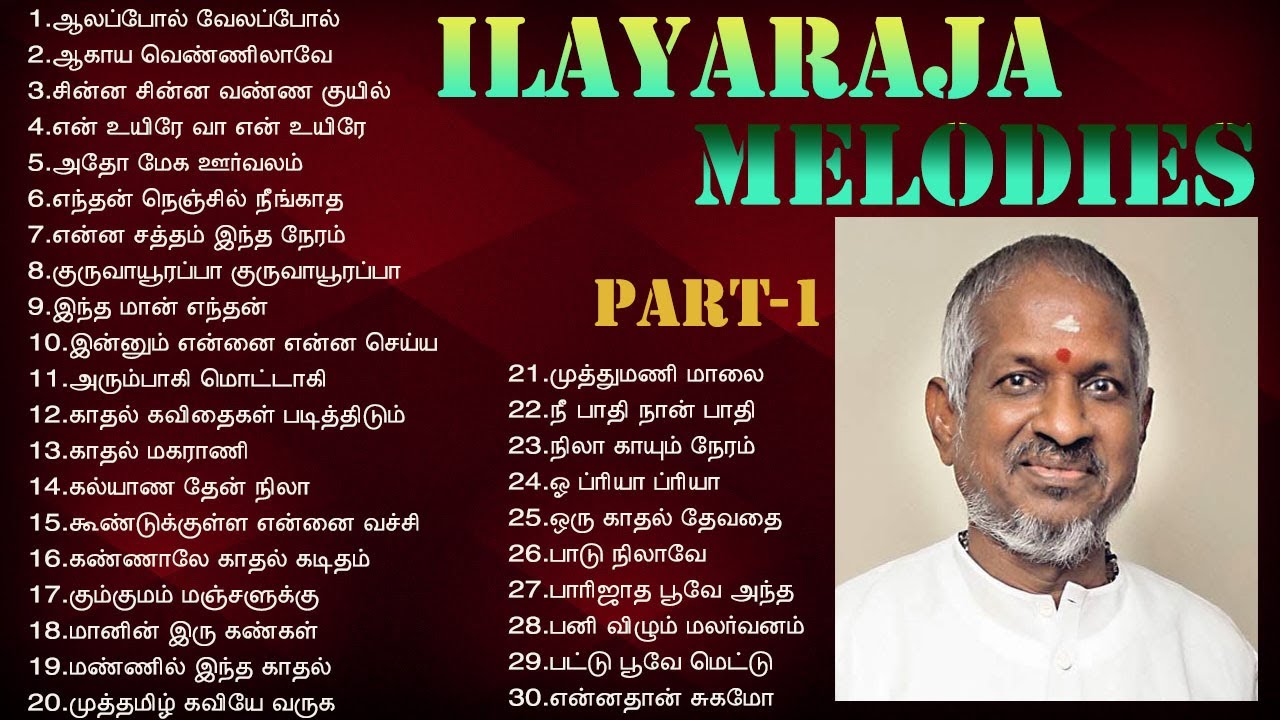 ILAYARAJA
MELODIES
PART-1
1.ஆலப்போல் வேலப்போல்
2.ஆகாய வெண்ணிலாவே
3.சின்ன சின்ன வண்ண குயில்
4.என் உயிரே வா என் உயிரே
5.அதோ மேக ஊர்வலம்
6.எந்தன் நெஞ்சில் நீங்காத
7.என்ன சத்தம் இந்த நேரம்
8.குருவாயூரப்பா குருவாயூரப்பா
9.இந்த மான் எந்தன்
10.இன்னும் என்னை என்ன செய்ய
11.அரும்பாகி மொட்டாகி
12.காதல் கவிதைகள் படித்திடும்
13.காதல் மகராணி
14.கல்யாண தேன் நிலா
15.கூண்டுக்குள்ள என்னை வச்சி
16.கண்ணாலே காதல் கடிதம்
17.கும்குமம் மஞ்சளுக்கு
18.மானின் இரு கண்கள்
19.மண்ணில் இந்த காதல்
20.முத்தமிழ் கவியே வருக
21.முத்துமணி மாலை
22.நீ பாதி நான் பாதி
23.நிலா காயும் நேரம்
24.ஓ ப்ரியா ப்ரியா
25.ஒரு காதல் தேவதை
26.பாடு நிலாவே
27.பாரிஜாத பூவே அந்த
28.பனி விழும் மலர்வனம்
29.பட்டு பூவே மெட்டு
30.என்னதான் சுகமோ